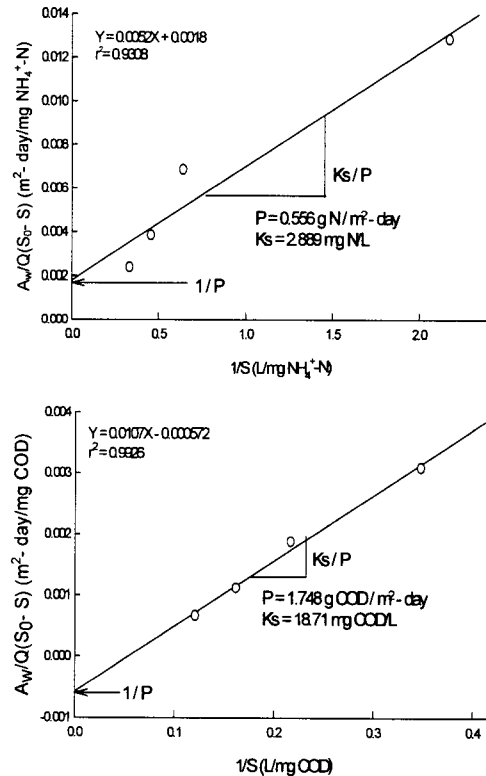 Y=0.0052X+0.0018
r²=0.9308
0.014
0.012
0.010
0.008
0.006
0.004
0.002
0.000
A_w/Q(S₀- S) (m²- day/mg NH₄⁺-N)
Ks/P
P=0.556 g N/m²-day
Ks=2.889 mg N/L
1/P
0.0 0.5 1.0 1.5 2.0
1/S (L/mg NH₄⁺-N)
Y=0.0107X-0.000572
r²=0.9926
0.004
0.003
0.002
0.001
0.000
-0.001
A_w/Q(S₀- S) (m²- day/mg COD)
Ks/P
P=1.748 g COD/m²-day
Ks=18.71 mg COD/L
1/P
0.0 0.1 0.2 0.3 0.4
1/S (L/mg COD)